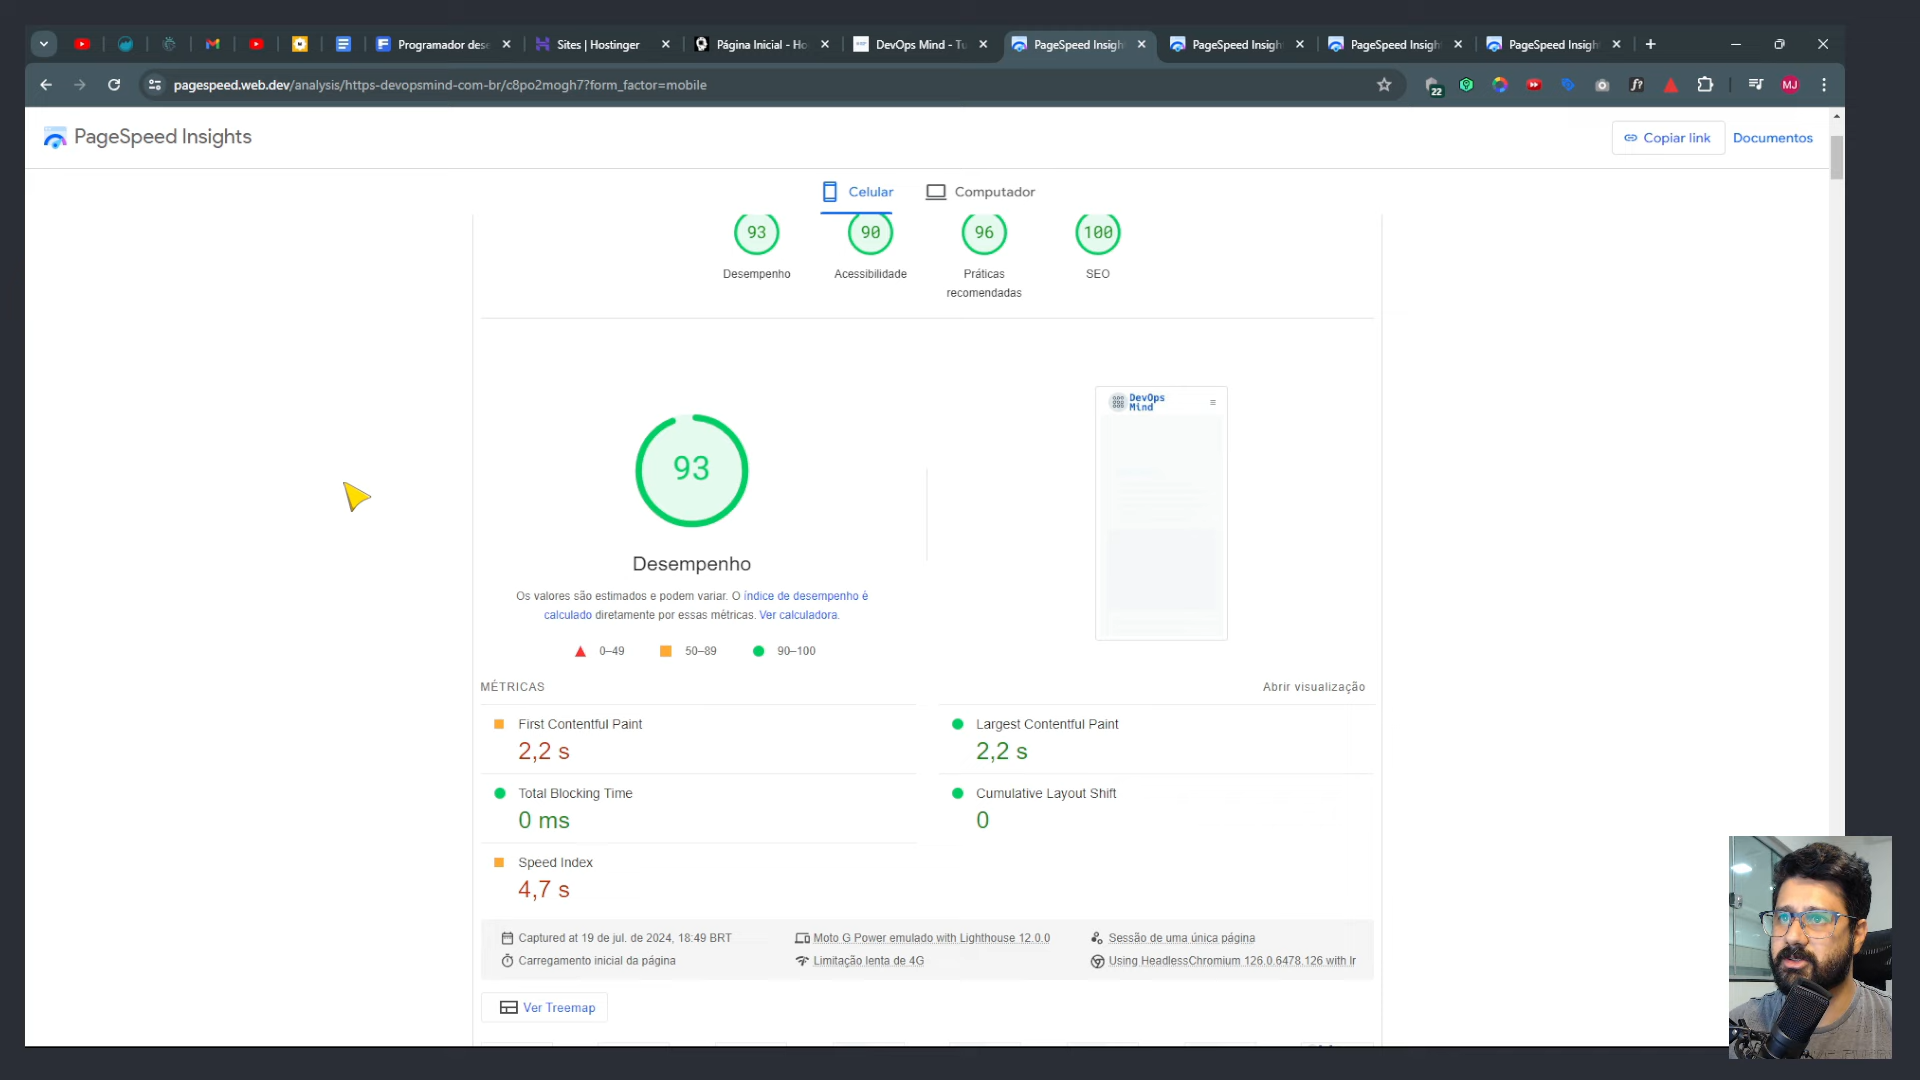 Programador des
Sites | Hostinger
Página Inicial - Ho
DevOps Mind - Tu
PageSpeed Insigh
PageSpeed Insigh
PageSpeed Insigh
PageSpeed Insigh
pagespeed.web.dev/analysis/https-devopsmind-com-br/c8po2mogh7?form_factor=mobile
22
f?
MJ
PageSpeed Insights
Copiar link
Documentos
Celular
Computador
93
90
96
100
Desempenho
Acessibilidade
Práticas
recomendadas
SEO
93
DevOps
Mind
Desempenho
Os valores são estimados e podem variar. O índice de desempenho é
calculado diretamente por essas métricas. Ver calculadora.
0–49
50–89
90–100
MÉTRICAS
Abrir visualização
First Contentful Paint
2,2 s
Largest Contentful Paint
2,2 s
Total Blocking Time
0 ms
Cumulative Layout Shift
0
Speed Index
4,7 s
Captured at 19 de jul. de 2024, 18:49 BRT
Moto G Power emulado with Lighthouse 12.0.0
Sessão de uma única página
Carregamento inicial da página
Limitação lenta de 4G
Using HeadlessChromium 126.0.6478.126 with lr
Ver Treemap